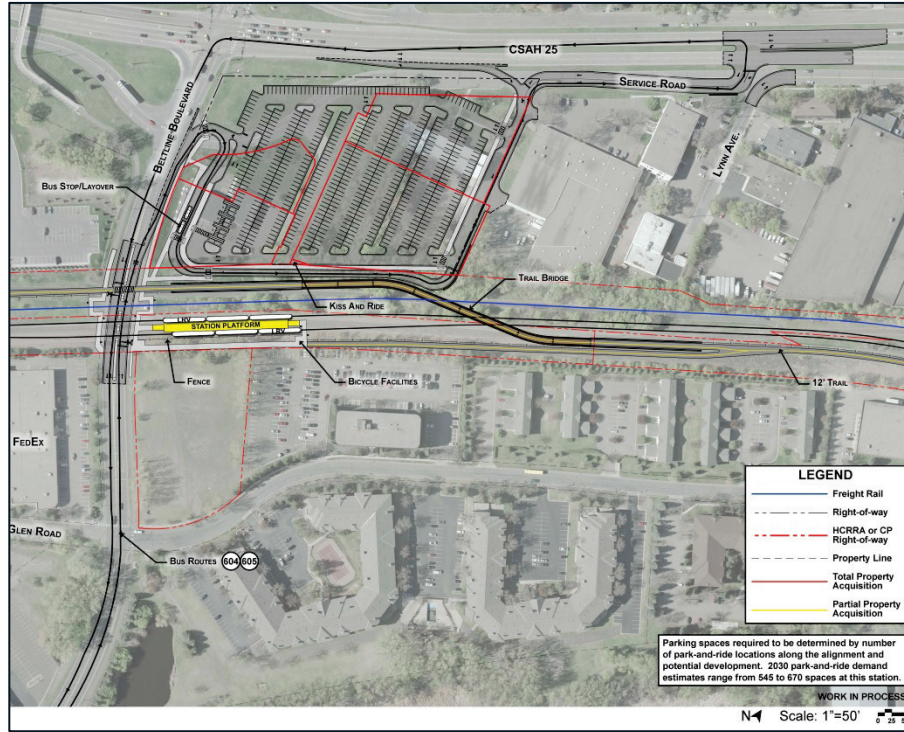 CSAH 25
SERVICE ROAD
BELTLINE BOULEVARD
LYNN AVE.
BUS STOP/LAYOVER
TRAIL BRIDGE
KISS AND RIDE
LRV
STATION PLATFORM
LRV
FENCE
BICYCLE FACILITIES
12' TRAIL
FEDEX
GLEN ROAD
BUS ROUTES 604 605
LEGEND
Freight Rail
Right-of-way
HCRRA or CP
Right-of-way
Property Line
Total Property
Acquisition
Partial Property
Acquisition
Parking spaces required to be determined by number
of park-and-ride locations along the alignment and
potential development. 2030 park-and-ride demand
estimates range from 545 to 670 spaces at this station.
WORK IN PROCESS
N Scale: 1"=50' 0 25